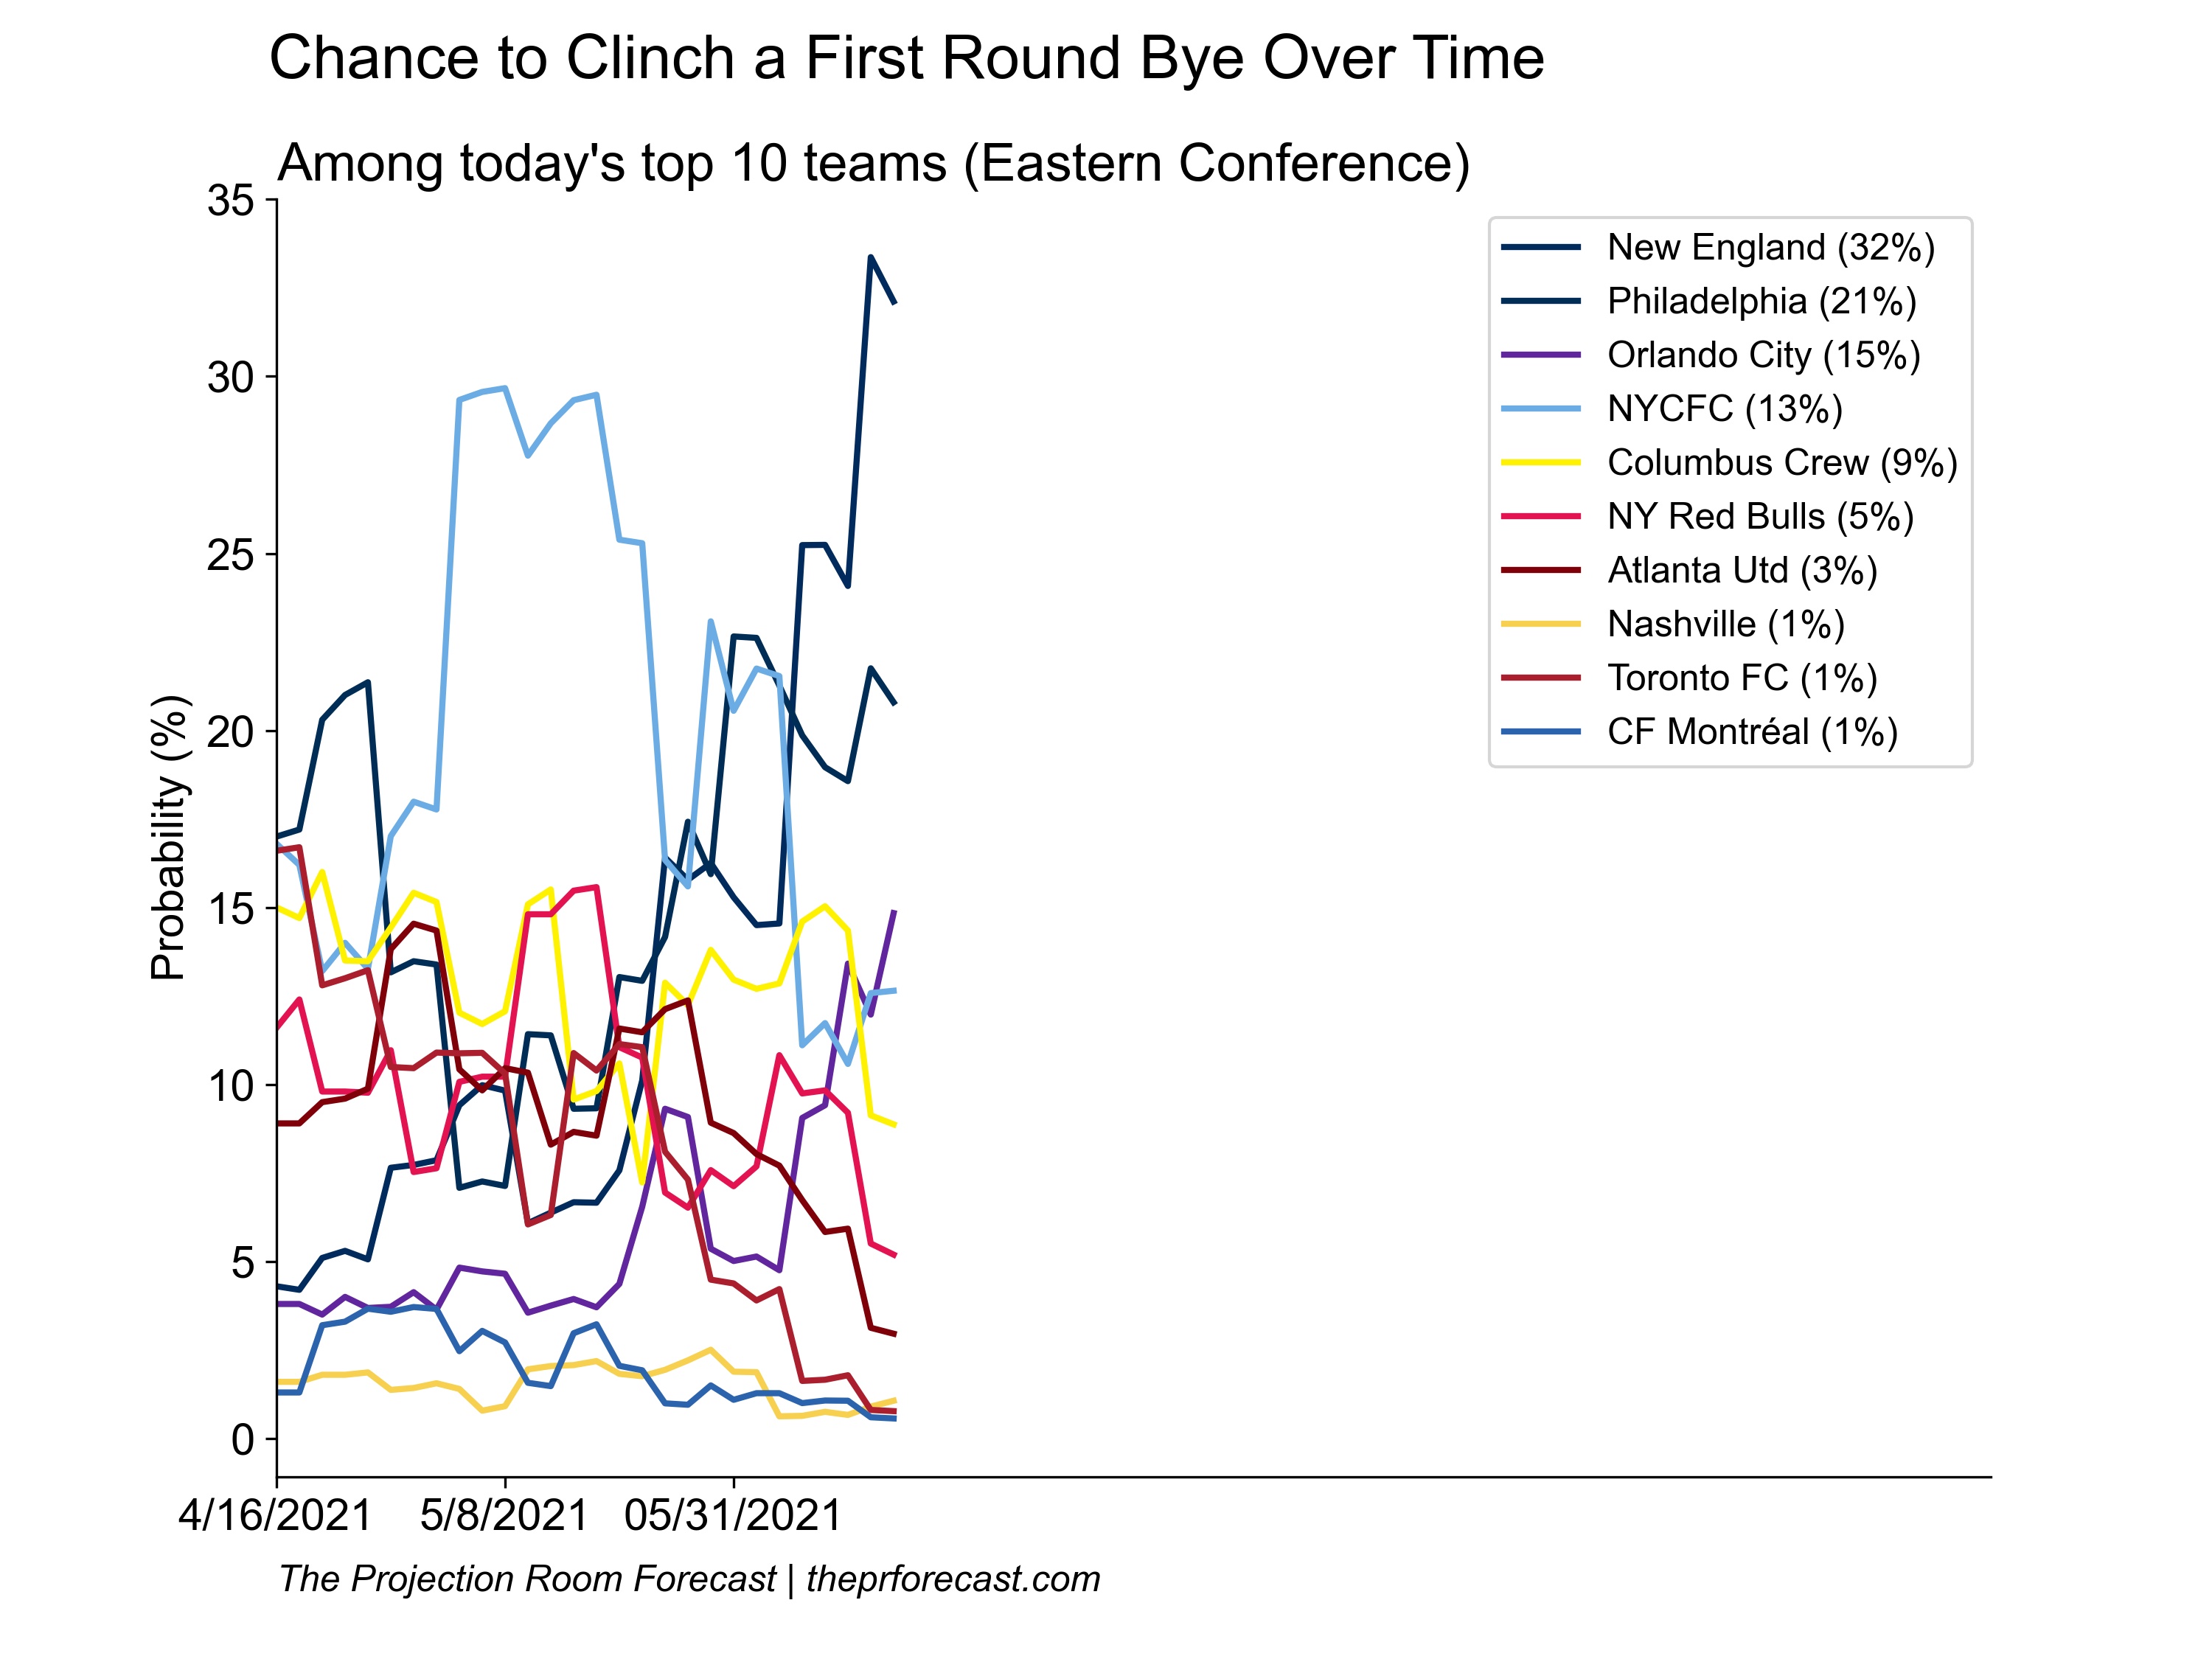 Chance to Clinch a First Round Bye Over Time
Among today's top 10 teams (Eastern Conference)
35
30
25
20
15
10
5
0
Probability (%)
New England (32%)
Philadelphia (21%)
Orlando City (15%)
NYCFC (13%)
Columbus Crew (9%)
NY Red Bulls (5%)
Atlanta Utd (3%)
Nashville (1%)
Toronto FC (1%)
CF Montréal (1%)
4/16/2021 5/8/2021 05/31/2021
The Projection Room Forecast | theprforecast.com